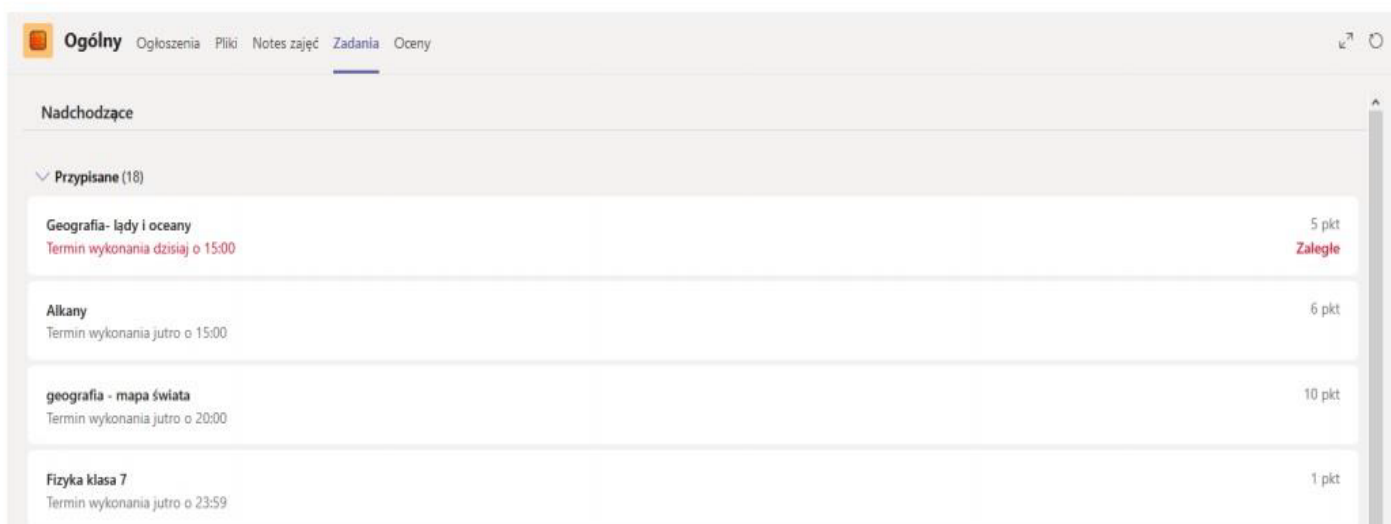 Ogólny Ogłoszenia Pliki Notes zajęć Zadania Oceny
Nadchodzące
Przypisane (18)
Geografia- lądy i oceany 5 pkt
Termin wykonania dzisiaj o 15:00 Zaległe
Alkany 6 pkt
Termin wykonania jutro o 15:00
geografia - mapa świata 10 pkt
Termin wykonania jutro o 20:00
Fizyka klasa 7 1 pkt
Termin wykonania jutro o 23:59